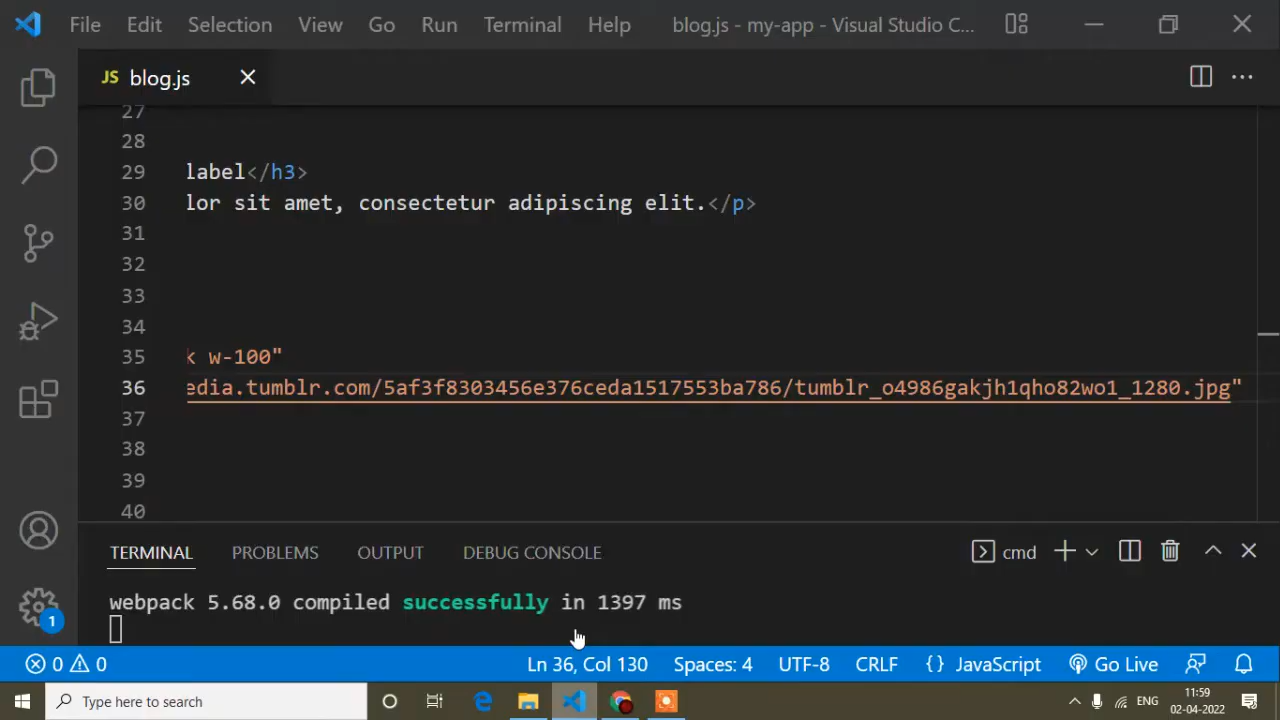 File Edit Selection View Go Run Terminal Help blog.js - my-app - Visual Studio C...
JS blog.js
27
28
29 label</h3>
30 lor sit amet, consectetur adipiscing elit.</p>
31
32
33
34
35 k w-100"
36 edia.tumblr.com/5af3f8303456e376ceda1517553ba786/tumblr_o4986gakjh1qho82wo1_1280.jpg"
37
38
39
40
TERMINAL PROBLEMS OUTPUT DEBUG CONSOLE cmd
webpack 5.68.0 compiled successfully in 1397 ms
1
0 0 Ln 36, Col 130 Spaces: 4 UTF-8 CRLF {} JavaScript Go Live
Type here to search ENG 11:59
02-04-2022